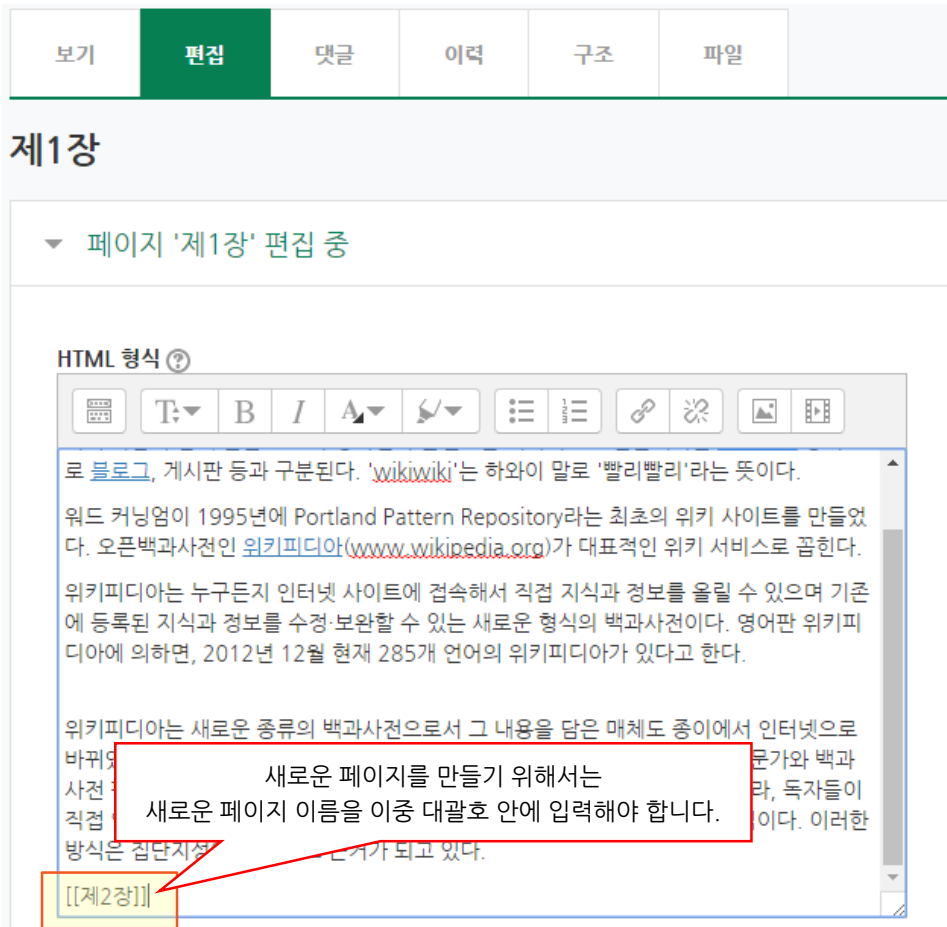 보기 편집 댓글 이력 구조 파일
제1장
페이지 '제1장' 편집 중
HTML 형식
로 블로그, 게시판 등과 구분된다. 'wikiwiki'는 하와이 말로 '빨리빨리'라는 뜻이다.
워드 커닝엄이 1995년에 Portland Pattern Repository라는 최초의 위키 사이트를 만들었
다. 오픈백과사전인 위키피디아(www.wikipedia.org)가 대표적인 위키 서비스로 꼽힌다.
위키피디아는 누구든지 인터넷 사이트에 접속해서 직접 지식과 정보를 올릴 수 있으며 기존
에 등록된 지식과 정보를 수정·보완할 수 있는 새로운 형식의 백과사전이다. 영어판 위키피
디아에 의하면, 2012년 12월 현재 285개 언어의 위키피디아가 있다고 한다.
위키피디아는 새로운 종류의 백과사전으로서 그 내용을 담은 매체도 종이에서 인터넷으로
문가와 백과
사전 라, 독자들이
직접 이다. 이러한
방식은 집단지성 되고 있다.
새로운 페이지를 만들기 위해서는
새로운 페이지 이름을 이중 대괄호 안에 입력해야 합니다.
[[제2장]]